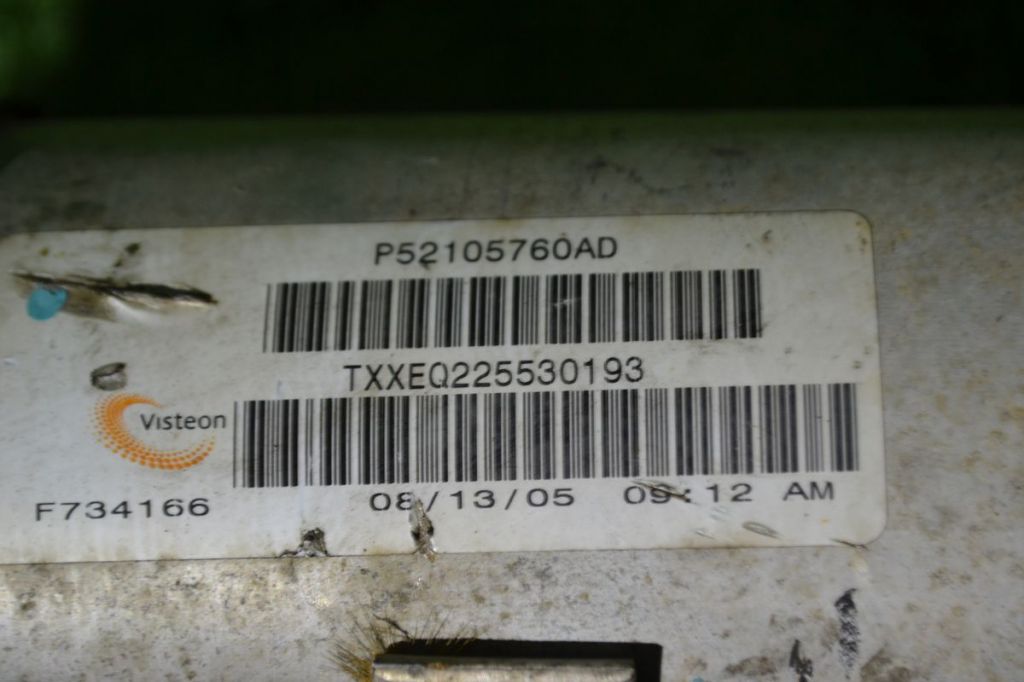 P52105760AD
TXXEQ225530193
Visteon
F734166
08/13/05 09:12 AM